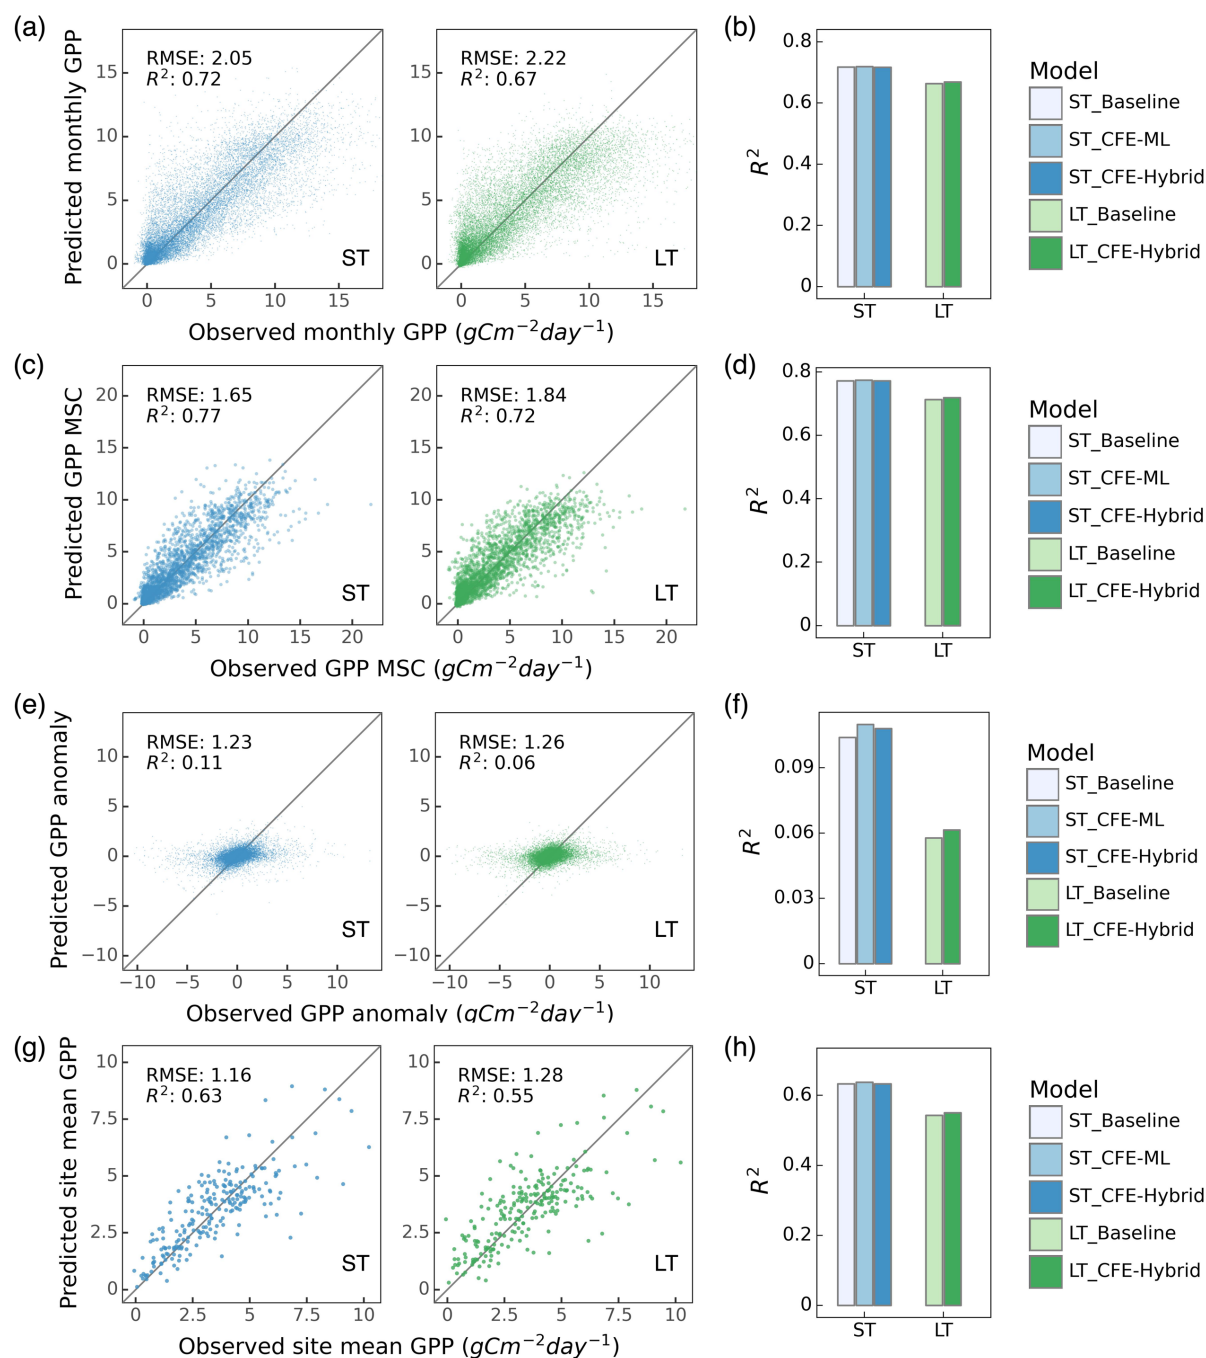 (a)
RMSE: 2.05
R²: 0.72
ST
Predicted monthly GPP
15
10
5
0
0 5 10 15
RMSE: 2.22
R²: 0.67
LT
15
10
5
0
0 5 10 15
Observed monthly GPP (gCm⁻²day⁻¹)
(b)
R²
0.8
0.6
0.4
0.2
0
ST LT
Model
ST_Baseline
ST_CFE-ML
ST_CFE-Hybrid
LT_Baseline
LT_CFE-Hybrid
(c)
RMSE: 1.65
R²: 0.77
ST
Predicted GPP MSC
20
15
10
5
0
0 5 10 15 20
RMSE: 1.84
R²: 0.72
LT
20
15
10
5
0
0 5 10 15 20
Observed GPP MSC (gCm⁻²day⁻¹)
(d)
R²
0.8
0.6
0.4
0.2
0
ST LT
Model
ST_Baseline
ST_CFE-ML
ST_CFE-Hybrid
LT_Baseline
LT_CFE-Hybrid
(e)
RMSE: 1.23
R²: 0.11
ST
Predicted GPP anomaly
10
5
0
−5
−10
−10 −5 0 5 10
RMSE: 1.26
R²: 0.06
LT
10
5
0
−5
−10
−10 −5 0 5 10
Observed GPP anomaly (gCm⁻²day⁻¹)
(f)
R²
0.09
0.06
0.03
0
ST LT
Model
ST_Baseline
ST_CFE-ML
ST_CFE-Hybrid
LT_Baseline
LT_CFE-Hybrid
(g)
RMSE: 1.16
R²: 0.63
ST
Predicted site mean GPP
10
7.5
5
2.5
0
0 2.5 5 7.5 10
RMSE: 1.28
R²: 0.55
LT
10
7.5
5
2.5
0
0 2.5 5 7.5 10
Observed site mean GPP (gCm⁻²day⁻¹)
(h)
R²
0.6
0.4
0.2
0
ST LT
Model
ST_Baseline
ST_CFE-ML
ST_CFE-Hybrid
LT_Baseline
LT_CFE-Hybrid